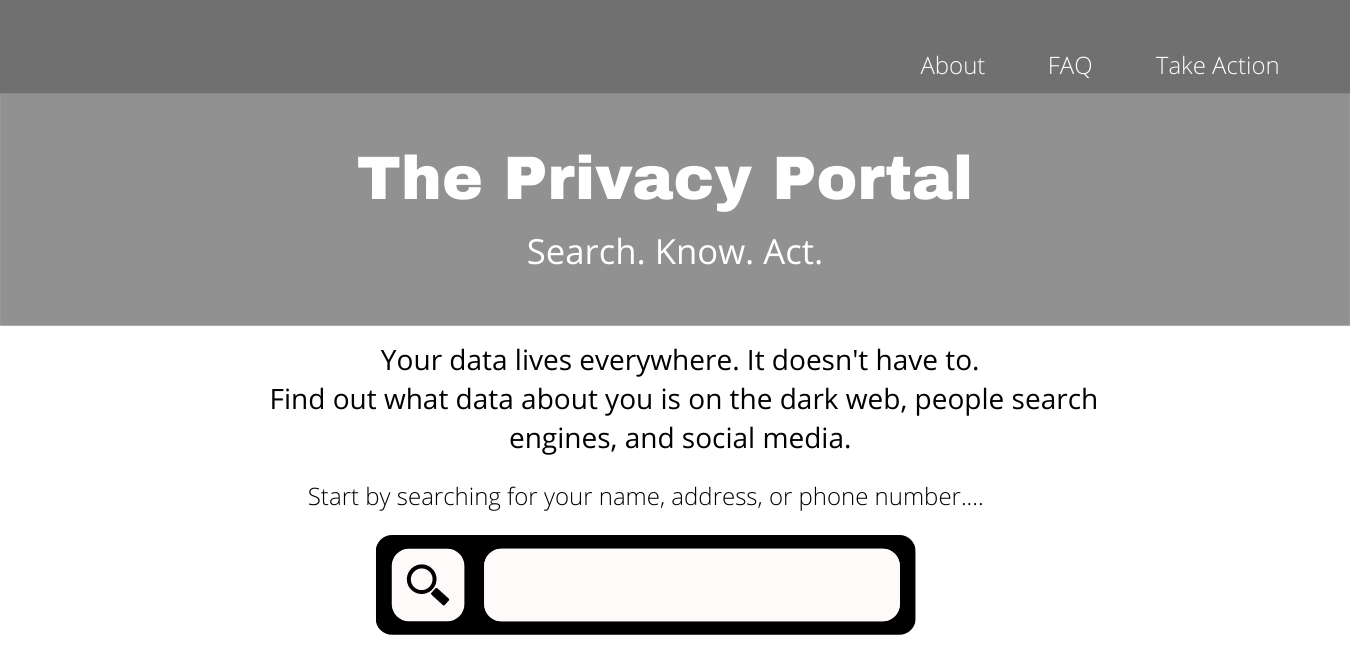 About FAQ Take Action
The Privacy Portal
Search. Know. Act.
Your data lives everywhere. It doesn't have to.
Find out what data about you is on the dark web, people search
engines, and social media.
Start by searching for your name, address, or phone number....